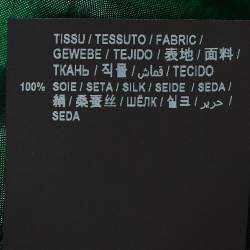 TISSU / TESSUTO / FABRIC /
GEWEBE / TEJIDO / 表地 / 面料 /
ТКАНЬ / 직물 / قماش / TECIDO
100% SOIE / SETA / SILK / SEIDE / SEDA /
絹 / 桑蚕丝 / ШЁЛК / 실크 / حرير /
SEDA